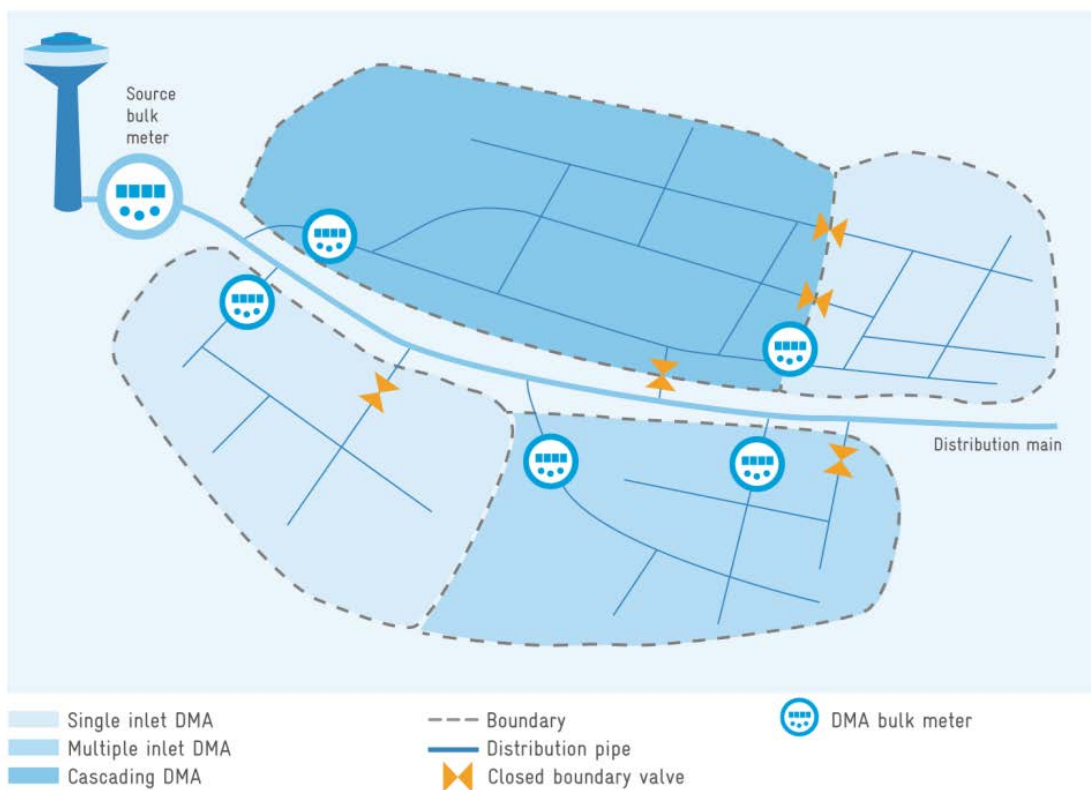 Source
bulk
meter
Distribution main
Single inlet DMA
Multiple inlet DMA
Cascading DMA
Boundary
Distribution pipe
Closed boundary valve
DMA bulk meter